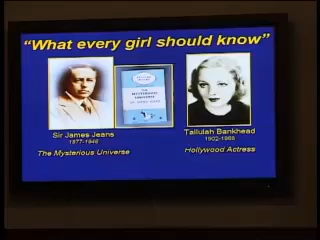 “What every girl should know”
Sir James Jeans
1877-1946
The Mysterious Universe
Tallulah Bankhead
1902-1968
Hollywood Actress